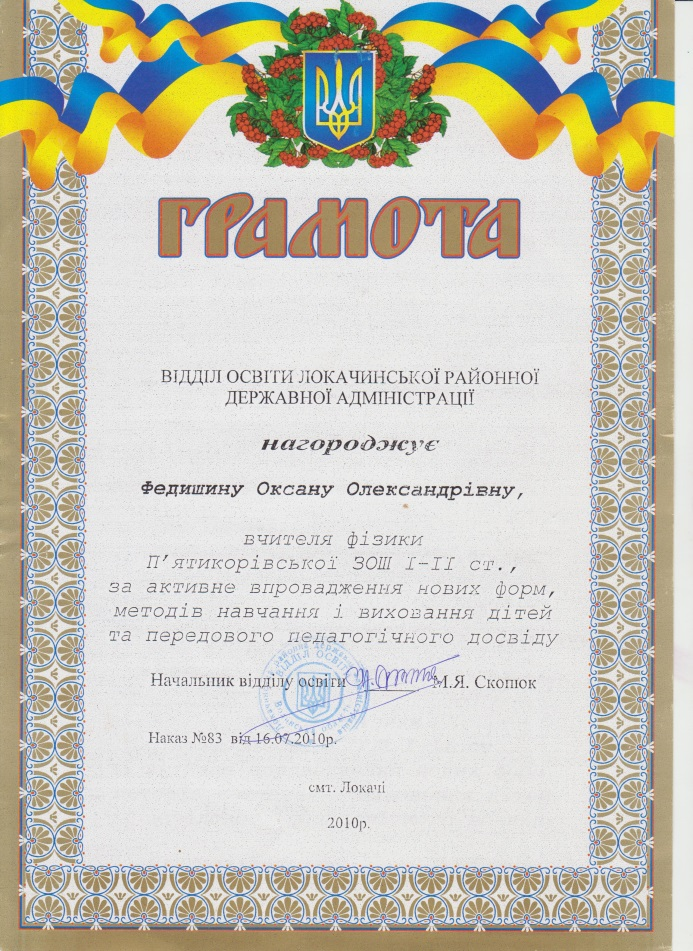 ГРАМОТА
ВІДДІЛ ОСВІТИ ЛОКАЧИНСЬКОЇ РАЙОННОЇ
ДЕРЖАВНОЇ АДМІНІСТРАЦІЇ
нагороджує
Федишину Оксану Олександрівну,
вчителя фізики
П’ятикорівської ЗОШ І-ІІ ст.,
за активне впровадження нових форм,
методів навчання і виховання дітей
та передового педагогічного досвіду
Начальник відділу освіти М.Я. Скопюк
ВІДДІЛ ОСВІТИ
Наказ №83 від 16.07.2010р.
смт. Локачі
2010р.